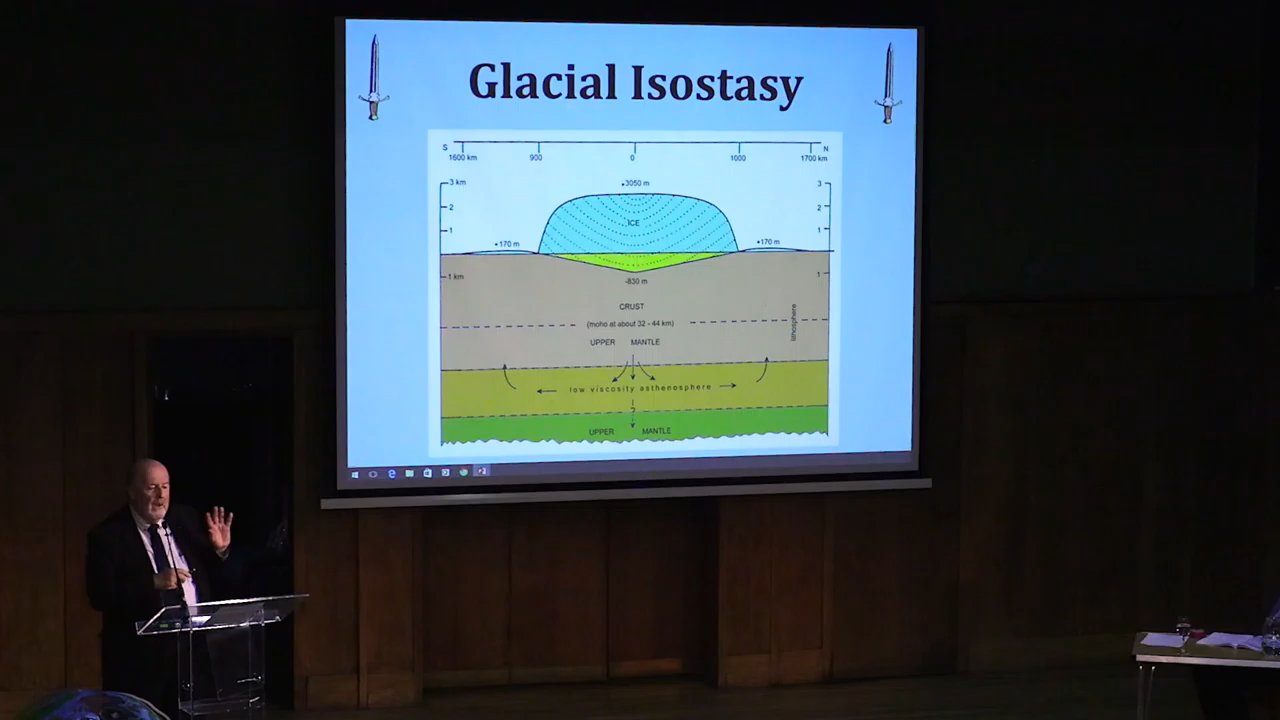 Glacial Isostasy
S N
1600 km 900 0 1000 1700 km
3 km •3050 m 3
2 2
ICE
1 •170 m •170 m 1
1 km -830 m 1
CRUST
(moho at about 32 - 44 km)
lithosphere
UPPER MANTLE
low viscosity asthenosphere
?
UPPER MANTLE